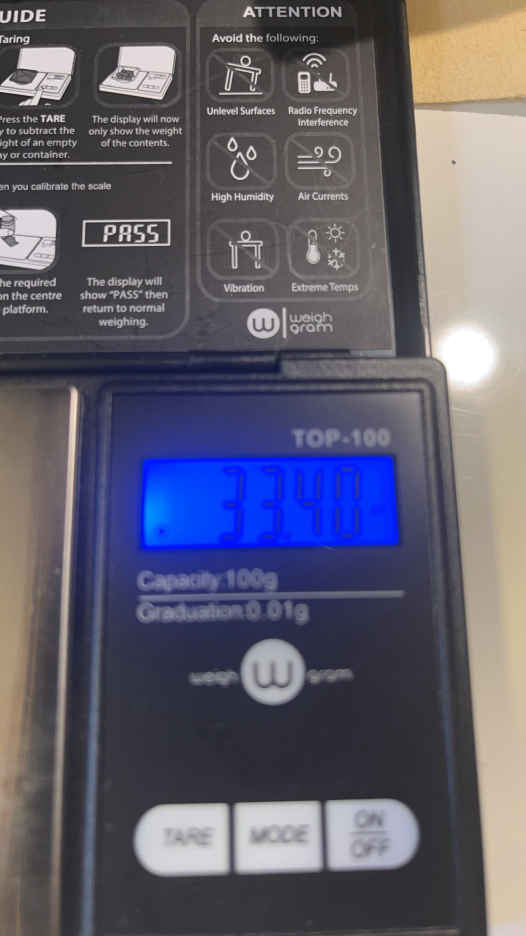 UIDE
Taring
Press the TARE
y to subtract the
ight of an empty
ay or container.
The display will now
only show the weight
of the contents.
en you calibrate the scale
PASS
he required
on the centre
platform.
The display will
show "PASS" then
return to normal
weighing.
ATTENTION
Avoid the following:
Unlevel Surfaces
Radio Frequency
Interference
High Humidity
Air Currents
Vibration
Extreme Temps
W weigh
gram
TOP-100
33.40
Capacity:100g
Graduation:0.01g
weigh W gram
TARE
MODE
ON
OFF